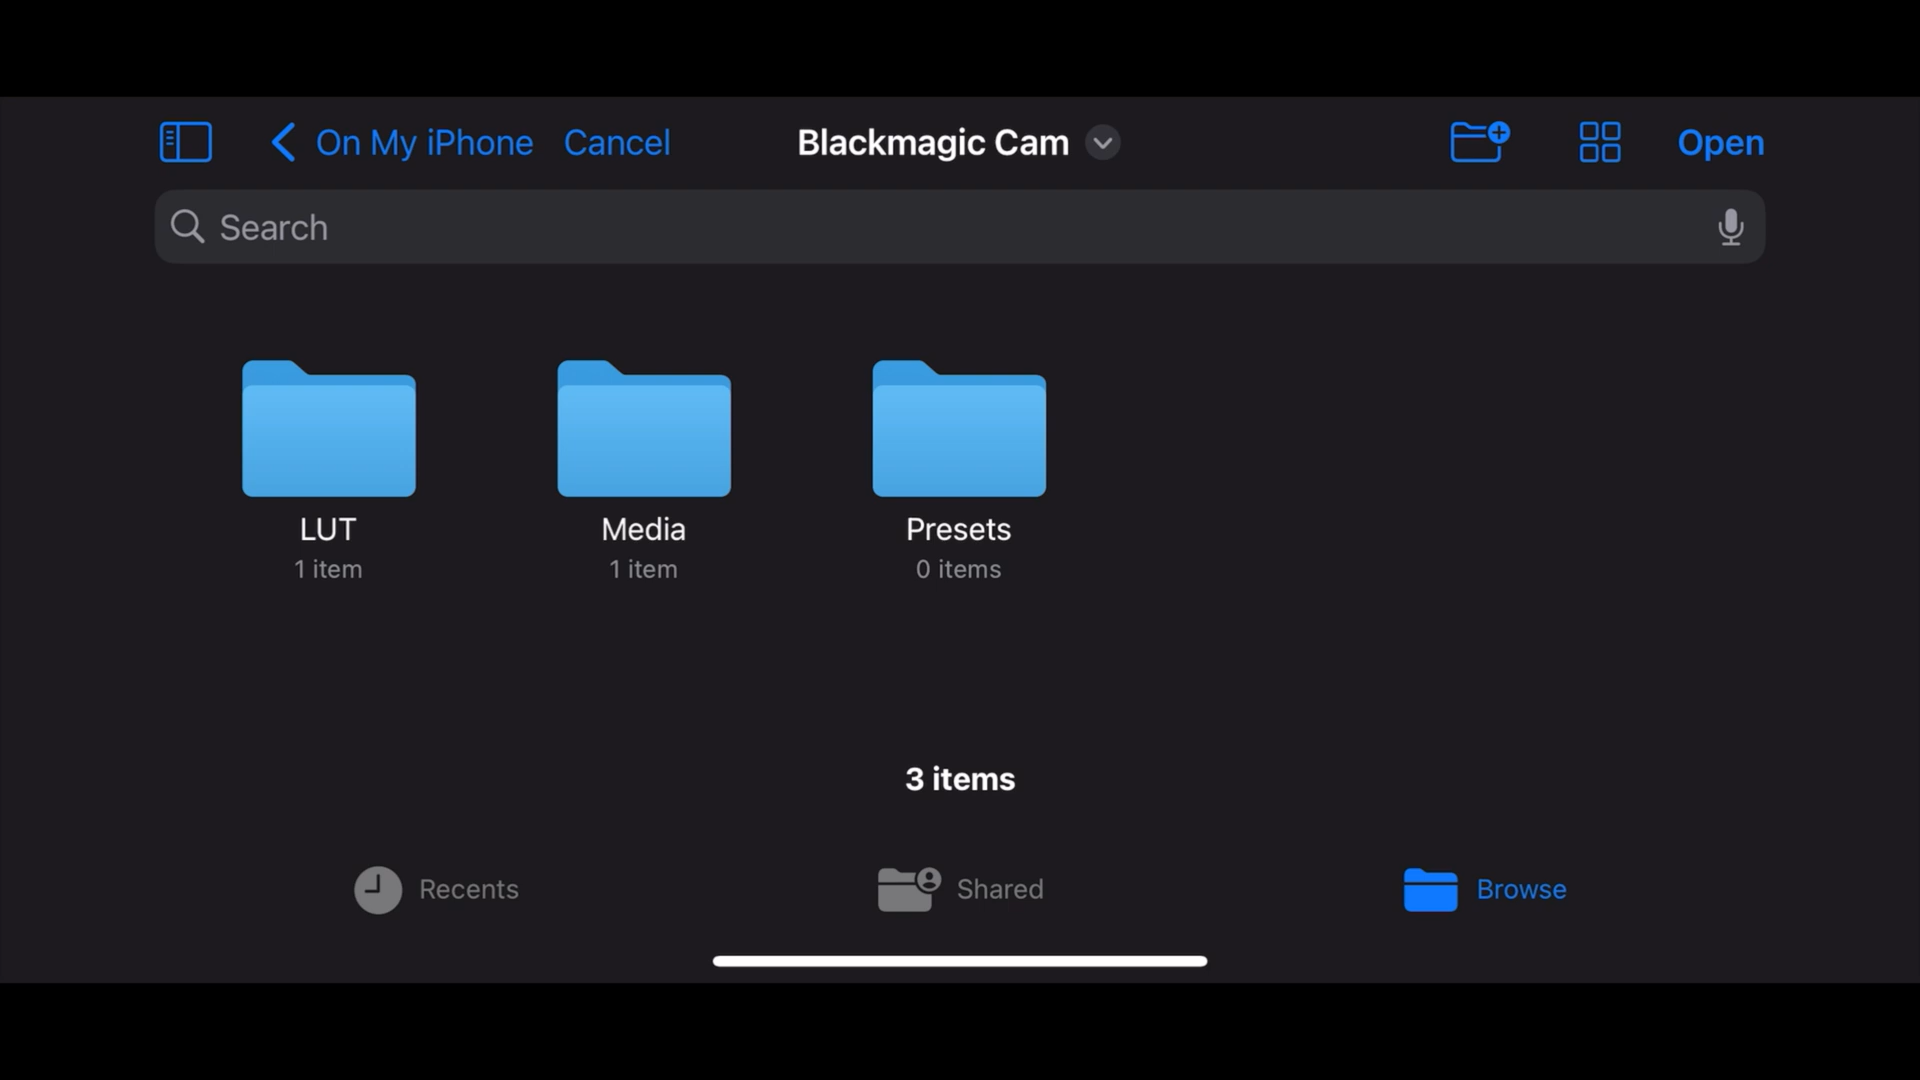 On My iPhone Cancel Blackmagic Cam Open
Search
LUT Media Presets
1 item 1 item 0 items
3 items
Recents Shared Browse